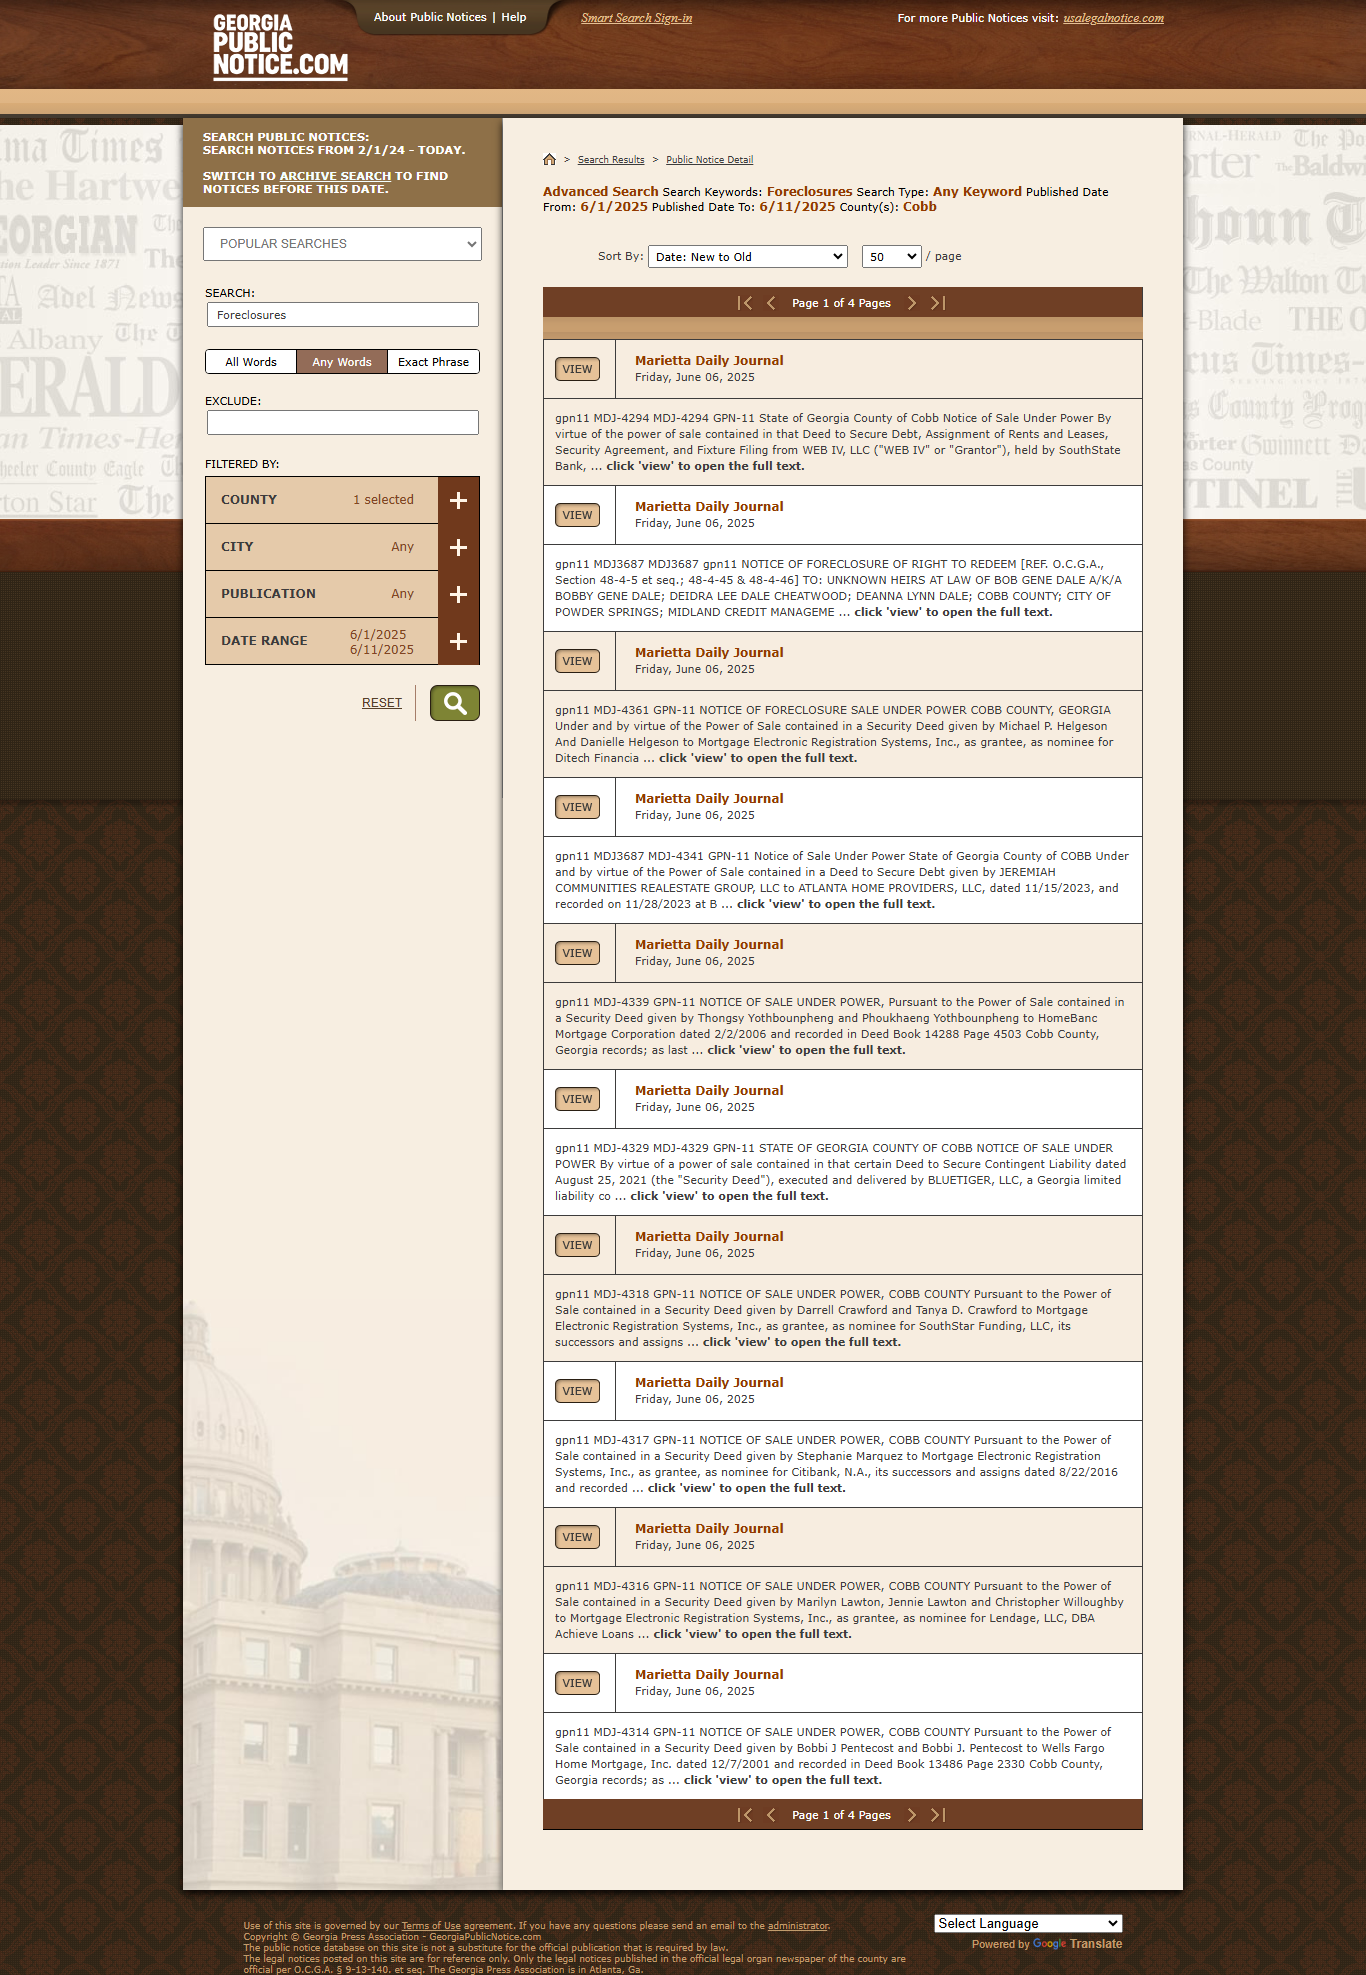 GEORGIA
PUBLIC
NOTICE.COM
About Public Notices | Help
Smart Search Sign-in
For more Public Notices visit: usalegalnotice.com
SEARCH PUBLIC NOTICES:
SEARCH NOTICES FROM 2/1/24 - TODAY.
SWITCH TO ARCHIVE SEARCH TO FIND
NOTICES BEFORE THIS DATE.
POPULAR SEARCHES
SEARCH:
Foreclosures
All Words
Any Words
Exact Phrase
EXCLUDE:
FILTERED BY:
COUNTY 1 selected +
CITY Any +
PUBLICATION Any +
DATE RANGE 6/1/2025
6/11/2025 +
RESET
> Search Results > Public Notice Detail
Advanced Search Search Keywords: Foreclosures Search Type: Any Keyword Published Date
From: 6/1/2025 Published Date To: 6/11/2025 County(s): Cobb
Sort By: Date: New to Old 50 / page
Page 1 of 4 Pages
VIEW
Marietta Daily Journal
Friday, June 06, 2025
gpn11 MDJ-4294 MDJ-4294 GPN-11 State of Georgia County of Cobb Notice of Sale Under Power By
virtue of the power of sale contained in that Deed to Secure Debt, Assignment of Rents and Leases,
Security Agreement, and Fixture Filing from WEB IV, LLC ("WEB IV" or "Grantor"), held by SouthState
Bank, ... click 'view' to open the full text.
VIEW
Marietta Daily Journal
Friday, June 06, 2025
gpn11 MDJ3687 MDJ3687 gpn11 NOTICE OF FORECLOSURE OF RIGHT TO REDEEM [REF. O.C.G.A.,
Section 48-4-5 et seq.; 48-4-45 & 48-4-46] TO: UNKNOWN HEIRS AT LAW OF BOB GENE DALE A/K/A
BOBBY GENE DALE; DEIDRA LEE DALE CHEATWOOD; DEANNA LYNN DALE; COBB COUNTY; CITY OF
POWDER SPRINGS; MIDLAND CREDIT MANAGEME ... click 'view' to open the full text.
VIEW
Marietta Daily Journal
Friday, June 06, 2025
gpn11 MDJ-4361 GPN-11 NOTICE OF FORECLOSURE SALE UNDER POWER COBB COUNTY, GEORGIA
Under and by virtue of the Power of Sale contained in a Security Deed given by Michael P. Helgeson
And Danielle Helgeson to Mortgage Electronic Registration Systems, Inc., as grantee, as nominee for
Ditech Financia ... click 'view' to open the full text.
VIEW
Marietta Daily Journal
Friday, June 06, 2025
gpn11 MDJ3687 MDJ-4341 GPN-11 Notice of Sale Under Power State of Georgia County of COBB Under
and by virtue of the Power of Sale contained in a Deed to Secure Debt given by JEREMIAH
COMMUNITIES REALESTATE GROUP, LLC to ATLANTA HOME PROVIDERS, LLC, dated 11/15/2023, and
recorded on 11/28/2023 at B ... click 'view' to open the full text.
VIEW
Marietta Daily Journal
Friday, June 06, 2025
gpn11 MDJ-4339 GPN-11 NOTICE OF SALE UNDER POWER, Pursuant to the Power of Sale contained in
a Security Deed given by Thongsy Yothbounpheng and Phoukhaeng Yothbounpheng to HomeBanc
Mortgage Corporation dated 2/2/2006 and recorded in Deed Book 14288 Page 4503 Cobb County,
Georgia records; as last ... click 'view' to open the full text.
VIEW
Marietta Daily Journal
Friday, June 06, 2025
gpn11 MDJ-4329 MDJ-4329 GPN-11 STATE OF GEORGIA COUNTY OF COBB NOTICE OF SALE UNDER
POWER By virtue of a power of sale contained in that certain Deed to Secure Contingent Liability dated
August 25, 2021 (the "Security Deed"), executed and delivered by BLUETIGER, LLC, a Georgia limited
liability co ... click 'view' to open the full text.
VIEW
Marietta Daily Journal
Friday, June 06, 2025
gpn11 MDJ-4318 GPN-11 NOTICE OF SALE UNDER POWER, COBB COUNTY Pursuant to the Power of
Sale contained in a Security Deed given by Darrell Crawford and Tanya D. Crawford to Mortgage
Electronic Registration Systems, Inc., as grantee, as nominee for SouthStar Funding, LLC, its
successors and assigns ... click 'view' to open the full text.
VIEW
Marietta Daily Journal
Friday, June 06, 2025
gpn11 MDJ-4317 GPN-11 NOTICE OF SALE UNDER POWER, COBB COUNTY Pursuant to the Power of
Sale contained in a Security Deed given by Stephanie Marquez to Mortgage Electronic Registration
Systems, Inc., as grantee, as nominee for Citibank, N.A., its successors and assigns dated 8/22/2016
and recorded ... click 'view' to open the full text.
VIEW
Marietta Daily Journal
Friday, June 06, 2025
gpn11 MDJ-4316 GPN-11 NOTICE OF SALE UNDER POWER, COBB COUNTY Pursuant to the Power of
Sale contained in a Security Deed given by Marilyn Lawton, Jennie Lawton and Christopher Willoughby
to Mortgage Electronic Registration Systems, Inc., as grantee, as nominee for Lendage, LLC, DBA
Achieve Loans ... click 'view' to open the full text.
VIEW
Marietta Daily Journal
Friday, June 06, 2025
gpn11 MDJ-4314 GPN-11 NOTICE OF SALE UNDER POWER, COBB COUNTY Pursuant to the Power of
Sale contained in a Security Deed given by Bobbi J Pentecost and Bobbi J. Pentecost to Wells Fargo
Home Mortgage, Inc. dated 12/7/2001 and recorded in Deed Book 13486 Page 2330 Cobb County,
Georgia records; as ... click 'view' to open the full text.
Page 1 of 4 Pages
Use of this site is governed by our Terms of Use agreement. If you have any questions please send an email to the administrator.
Copyright © Georgia Press Association - GeorgiaPublicNotice.com
The public notice database on this site is not a substitute for the official publication that is required by law.
The legal notices posted on this site are for reference only. Only the legal notices published in the official legal organ newspaper of the county are
official per O.C.G.A. § 9-13-140. et seq. The Georgia Press Association is in Atlanta, Ga.
Select Language
Powered by Google Translate